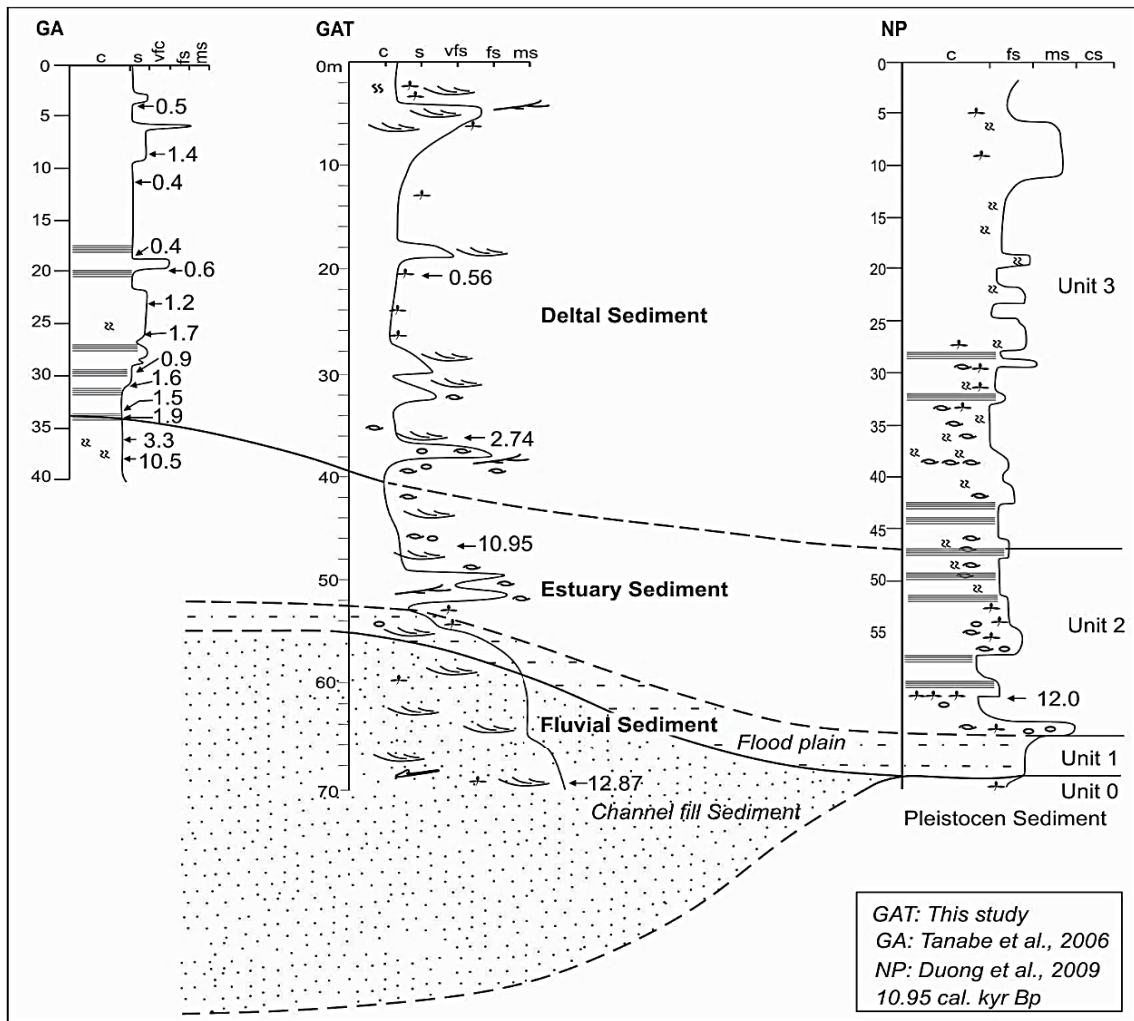 GA
GAT
NP
c s vfc fs ms
c s vfs fs ms
c fs ms cs
0
5
10
15
20
25
30
35
40
0.5
1.4
0.4
0.4
0.6
1.2
1.7
0.9
1.6
1.5
1.9
3.3
10.5
0m
10
20
30
40
50
60
70
0.56
2.74
10.95
12.87
Deltal Sediment
Estuary Sediment
Fluvial Sediment
Flood plain
Channel fill Sediment
0
5
10
15
20
25
30
35
40
45
50
55
12.0
Unit 3
Unit 2
Unit 1
Unit 0
Pleistocen Sediment
GAT: This study
GA: Tanabe et al., 2006
NP: Duong et al., 2009
10.95 cal. kyr Bp